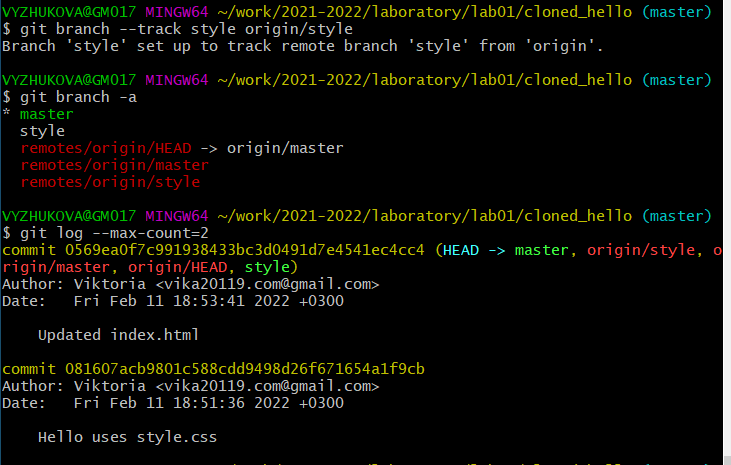 VYZHUKOVA@GM017 MINGW64 ~/work/2021-2022/laboratory/lab01/cloned_hello (master)
$ git branch --track style origin/style
Branch 'style' set up to track remote branch 'style' from 'origin'.
VYZHUKOVA@GM017 MINGW64 ~/work/2021-2022/laboratory/lab01/cloned_hello (master)
$ git branch -a
* master
style
remotes/origin/HEAD -> origin/master
remotes/origin/master
remotes/origin/style
VYZHUKOVA@GM017 MINGW64 ~/work/2021-2022/laboratory/lab01/cloned_hello (master)
$ git log --max-count=2
commit 0569ea0f7c991938433bc3d0491d7e4541ec4cc4 (HEAD -> master, origin/style, o
rigin/master, origin/HEAD, style)
Author: Viktoria <vika20119.com@gmail.com>
Date:   Fri Feb 11 18:53:41 2022 +0300
Updated index.html
commit 081607acb9801c588cdd9498d26f671654a1f9cb
Author: Viktoria <vika20119.com@gmail.com>
Date:   Fri Feb 11 18:51:36 2022 +0300
Hello uses style.css